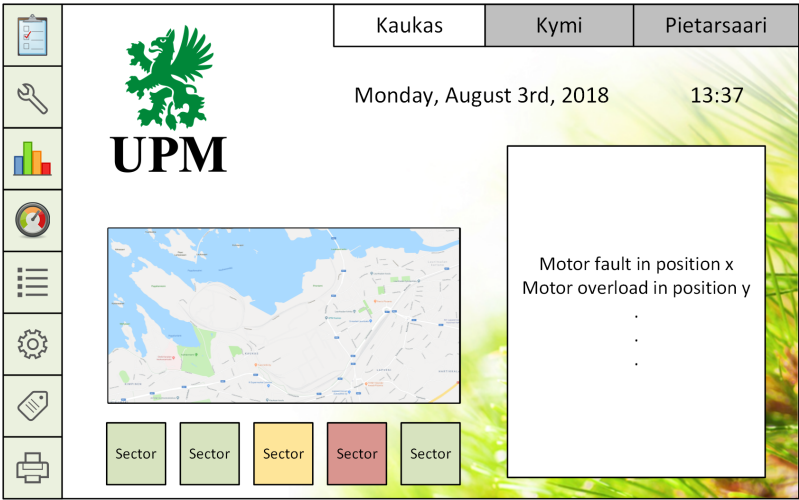 Kaukas
Kymi
Pietarsaari
Monday, August 3rd, 2018
13:37
UPM
Motor fault in position x
Motor overload in position y
.
.
.
Sector
Sector
Sector
Sector
Sector